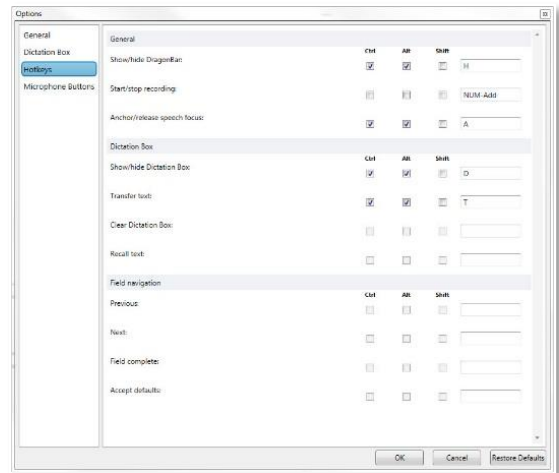 Options
General
Dictation Box
Hotkeys
Microphone Buttons
General
Ctrl Alt Shift
Show/hide DragonBar: H
Start/stop recording: NUM-Add
Anchor/release speech focus: A
Dictation Box
Ctrl Alt Shift
Show/hide Dictation Box: D
Transfer text: T
Clear Dictation Box:
Recall text:
Field navigation
Ctrl Alt Shift
Previous:
Next:
Field complete:
Accept defaults:
OK Cancel Restore Defaults